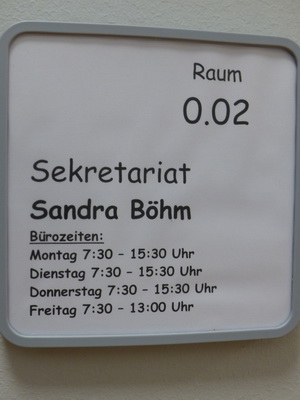 Raum
0.02
Sekretariat
Sandra Böhm
Bürozeiten:
Montag 7:30 - 15:30 Uhr
Dienstag 7:30 - 15:30 Uhr
Donnerstag 7:30 - 15:30 Uhr
Freitag 7:30 - 13:00 Uhr